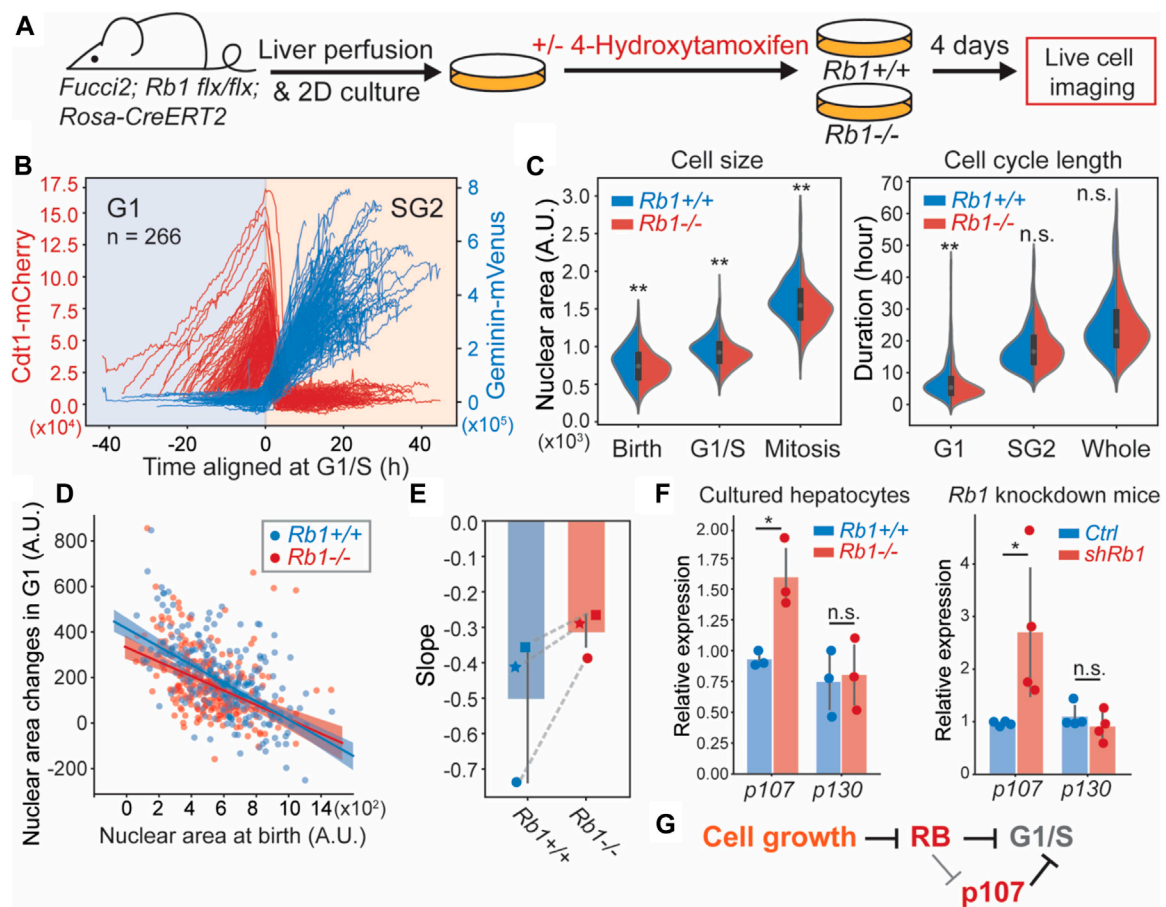 A
Fucci2; Rb1 flx/flx;
Rosa-CreERT2
Liver perfusion
& 2D culture
+/- 4-Hydroxytamoxifen
Rb1+/+
Rb1-/-
4 days
Live cell
imaging
B
17.5
15.0
12.5
10.0
7.5
5.0
2.5
0.0
(x10⁴)
Cdt1-mCherry
G1
n = 266
SG2
8
6
4
2
0
(x10⁵)
Geminin-mVenus
-40
-20
0
20
40
Time aligned at G1/S (h)
C
Cell size
Nuclear area (A.U.)
3.0
2.5
2.0
1.5
1.0
0.5
0.0
(x10³)
Rb1+/+
Rb1-/-
**
**
**
Birth
G1/S
Mitosis
Cell cycle length
Duration (hour)
70
60
50
40
30
20
10
0
Rb1+/+
Rb1-/-
**
n.s.
n.s.
G1
SG2
Whole
D
Nuclear area changes in G1 (A.U.)
800
600
400
200
0
-200
Rb1+/+
Rb1-/-
0
2
4
6
8
10
14
(x10²)
Nuclear area at birth (A.U.)
E
Slope
0.0
-0.1
-0.2
-0.3
-0.4
-0.5
-0.6
-0.7
Rb1+/+
Rb1-/-
F
Cultured hepatocytes
Relative expression
2.00
1.75
1.50
1.25
1.00
0.75
0.50
0.25
0.00
*
n.s.
Rb1+/+
Rb1-/-
p107
p130
Rb1 knockdown mice
Relative expression
4
2
1
0
*
n.s.
Ctrl
shRb1
p107
p130
G
Cell growth
RB
G1/S
p107